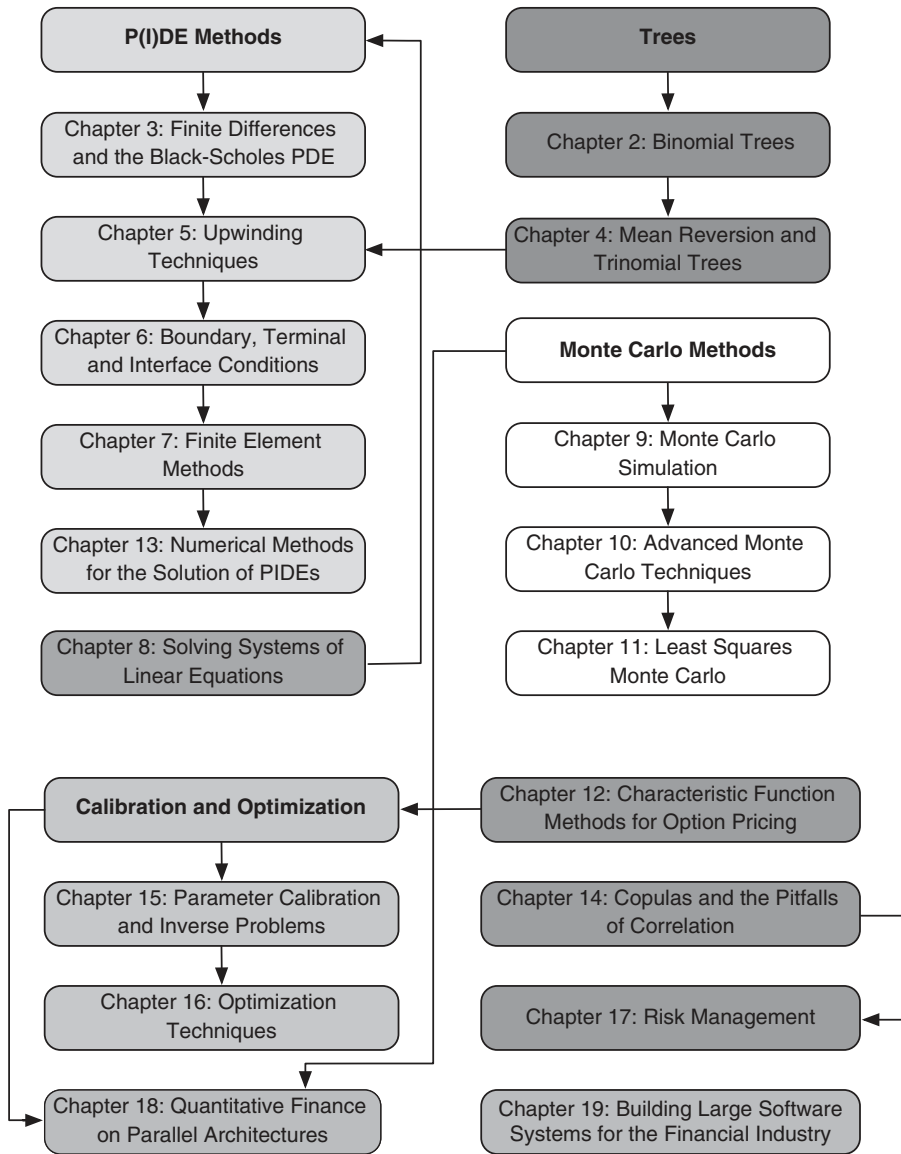 P(I)DE Methods
Chapter 3: Finite Differences
and the Black-Scholes PDE
Chapter 5: Upwinding
Techniques
Chapter 6: Boundary, Terminal
and Interface Conditions
Chapter 7: Finite Element
Methods
Chapter 13: Numerical Methods
for the Solution of PIDEs
Chapter 8: Solving Systems of
Linear Equations
Trees
Chapter 2: Binomial Trees
Chapter 4: Mean Reversion and
Trinomial Trees
Monte Carlo Methods
Chapter 9: Monte Carlo
Simulation
Chapter 10: Advanced Monte
Carlo Techniques
Chapter 11: Least Squares
Monte Carlo
Calibration and Optimization
Chapter 15: Parameter Calibration
and Inverse Problems
Chapter 16: Optimization
Techniques
Chapter 18: Quantitative Finance
on Parallel Architectures
Chapter 12: Characteristic Function
Methods for Option Pricing
Chapter 14: Copulas and the Pitfalls
of Correlation
Chapter 17: Risk Management
Chapter 19: Building Large Software
Systems for the Financial Industry